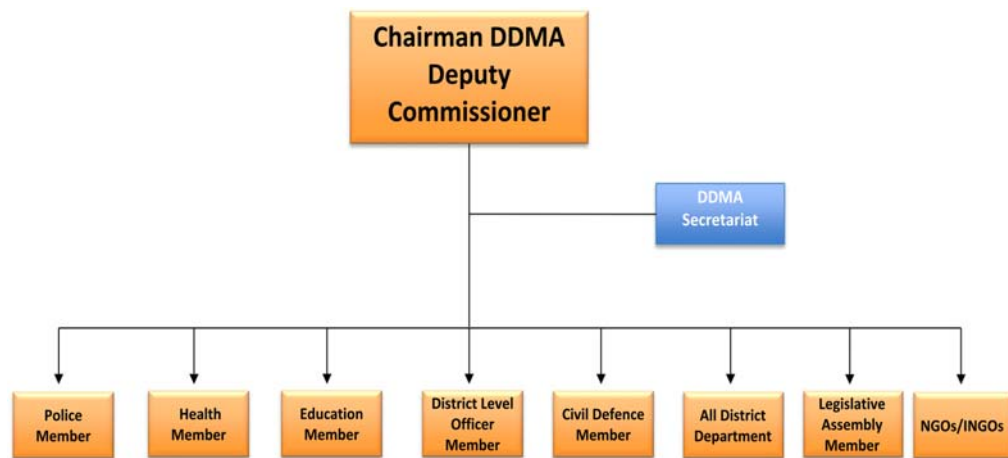 Chairman DDMA
Deputy
Commissioner
DDMA
Secretariat
Police
Member
Health
Member
Education
Member
District Level
Officer
Member
Civil Defence
Member
All District
Department
Legislative
Assembly
Member
NGOs/INGOs